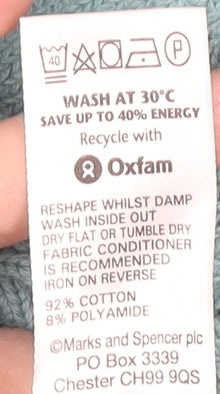 40 P
WASH AT 30°C
SAVE UP TO 40% ENERGY
Recycle with
Oxfam
RESHAPE WHILST DAMP
WASH INSIDE OUT
DRY FLAT OR TUMBLE DRY
FABRIC CONDITIONER
IS RECOMMENDED
IRON ON REVERSE
92% COTTON
8% POLYAMIDE
©Marks and Spencer plc
PO Box 3339
Chester CH99 9QS